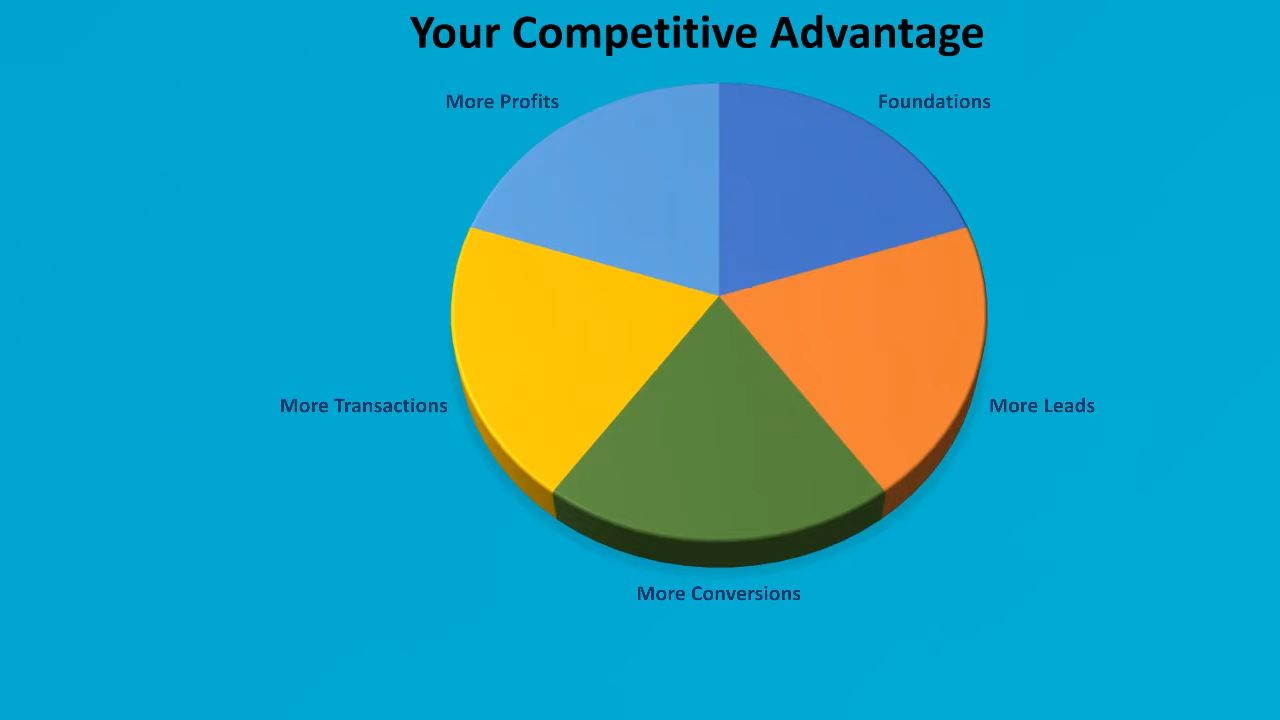 Your Competitive Advantage
More Profits
Foundations
More Transactions
More Leads
More Conversions